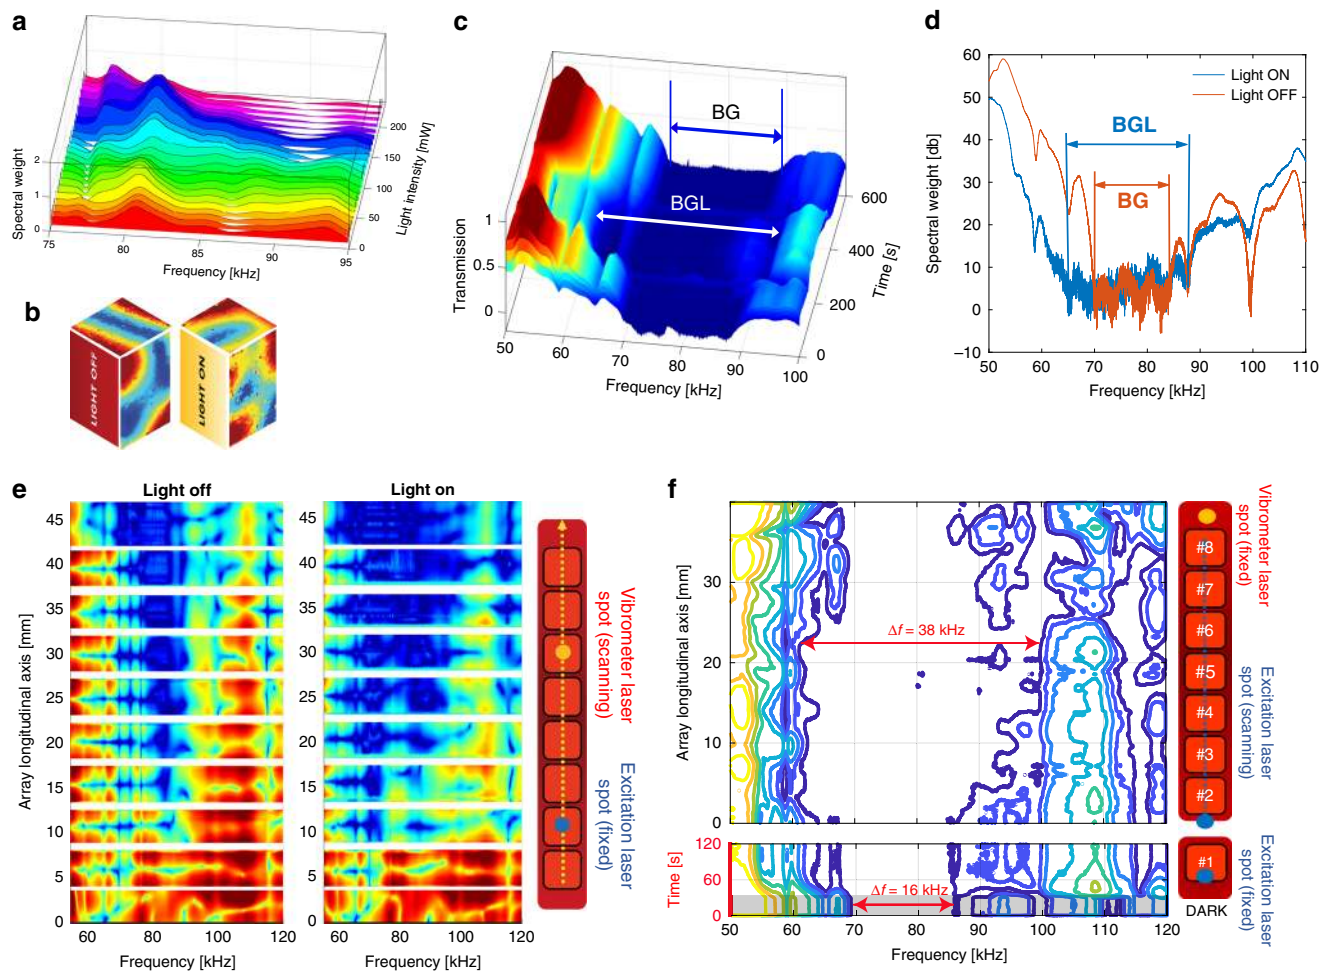 a
2
1
0
Spectral weight
75
80
85
90
95
Frequency [kHz]
0
50
100
150
200
Light intensity [mW]
b
LIGHT OFF
LIGHT ON
c
BG
BGL
1
0.5
0
Transmission
50
60
70
80
90
100
Frequency [kHz]
0
200
400
600
Time [s]
d
60
50
40
30
20
10
0
–10
Spectral weight [db]
Light ON
Light OFF
BGL
BG
50
60
70
80
90
100
110
Frequency [kHz]
e
Light off
Light on
45
40
35
30
25
20
15
10
5
0
Array longitudinal axis [mm]
60
80
100
120
Frequency [kHz]
60
80
100
120
Frequency [kHz]
Vibrometer laser
spot (scanning)
Excitation laser
spot (fixed)
f
30
20
10
0
Array longitudinal axis [mm]
Δf = 38 kHz
120
60
0
Time [s]
Δf = 16 kHz
50
60
70
80
90
100
110
120
Frequency [kHz]
#8
#7
#6
#5
#4
#3
#2
#1
DARK
Vibrometer laser
spot (fixed)
Excitation laser
spot (scanning)
Excitation laser
spot (fixed)